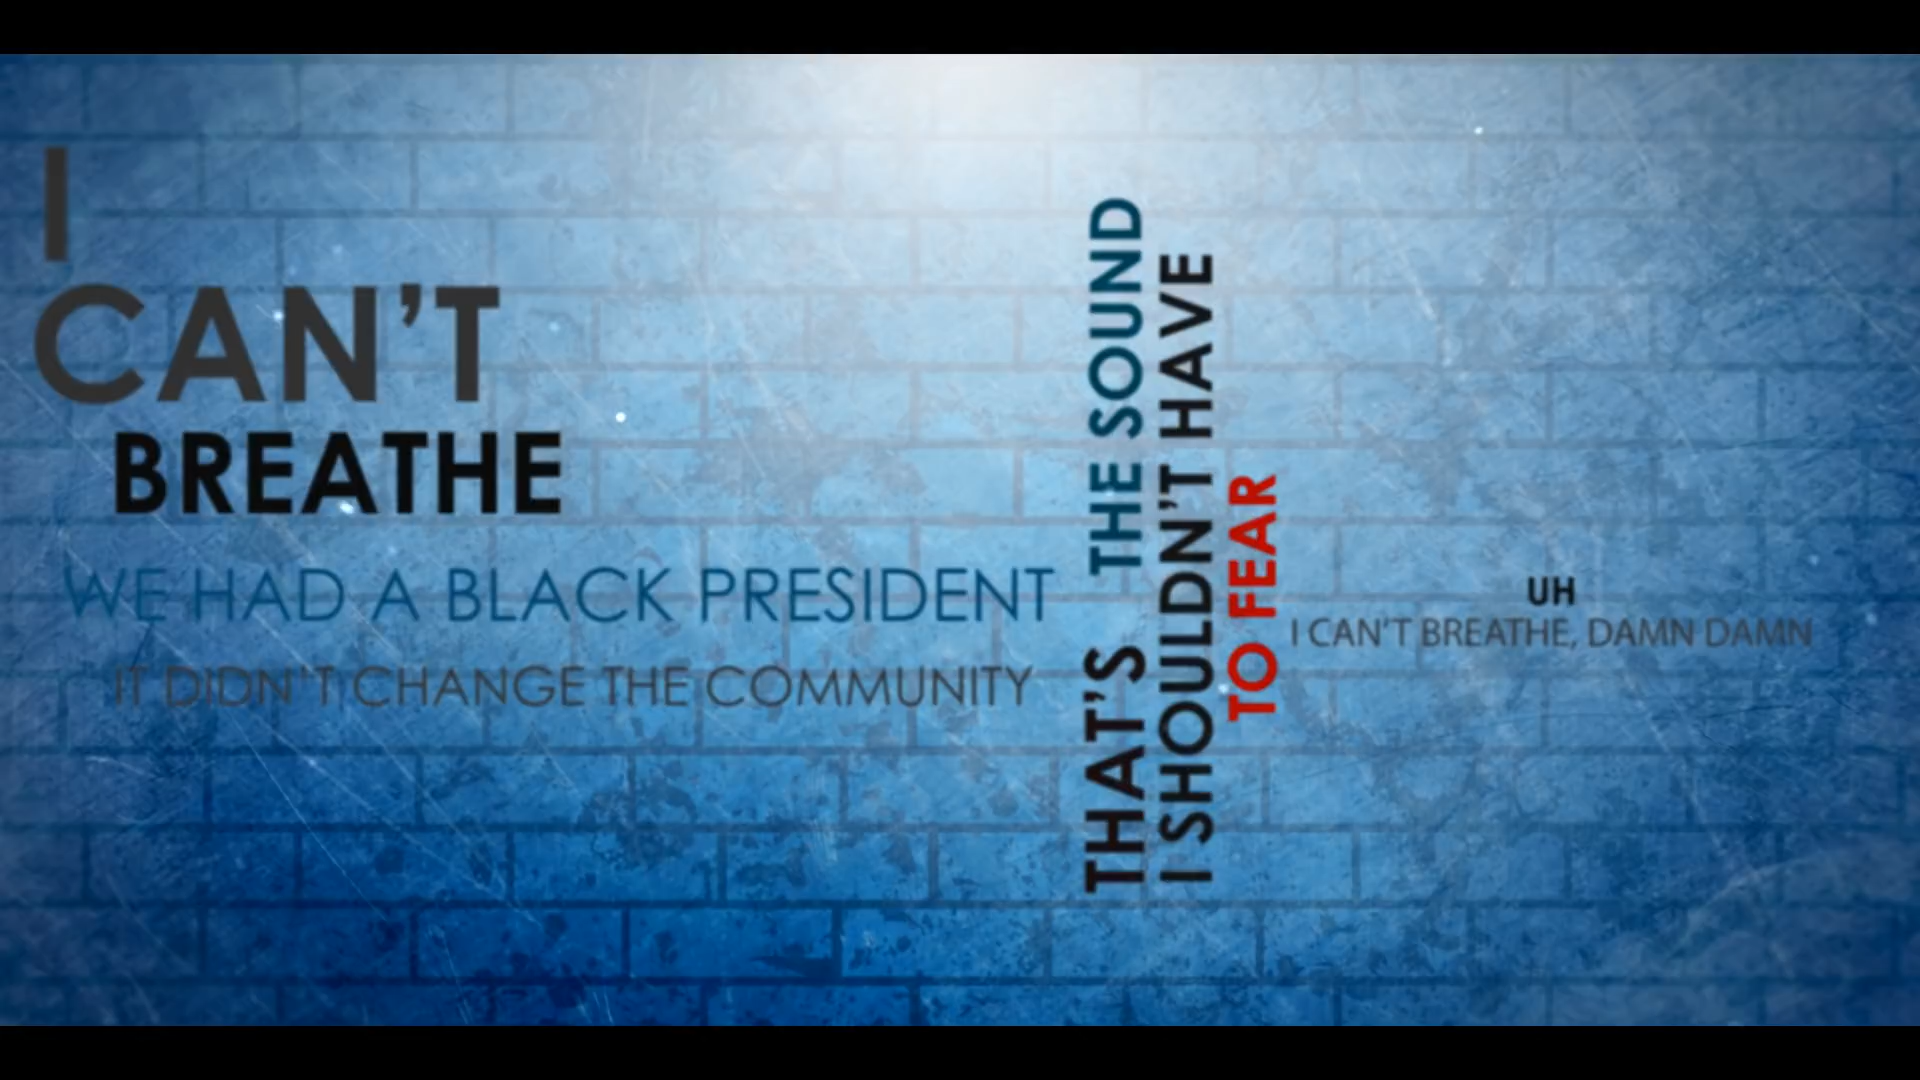 I
CAN'T
BREATHE
WE HAD A BLACK PRESIDENT
IT DIDN'T CHANGE THE COMMUNITY
THAT'S THE SOUND
I SHOULDN'T HAVE
TO FEAR
UH
I CAN'T BREATHE, DAMN DAMN